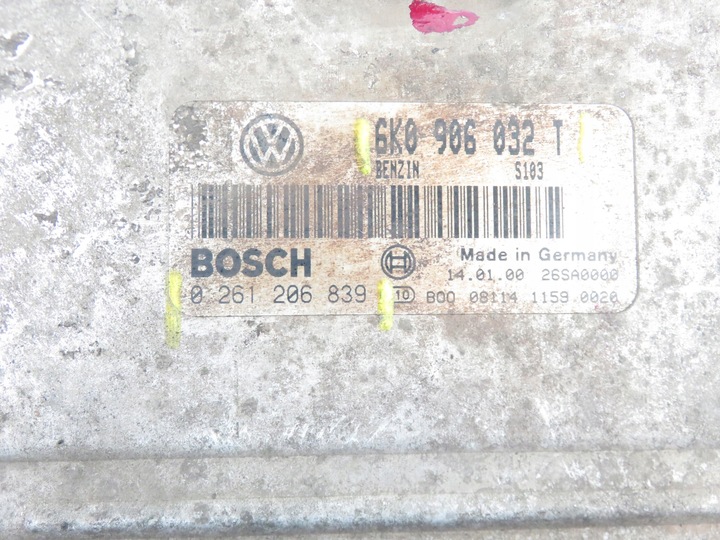 6K0 906 032 T
BENZIN S103
BOSCH
Made in Germany
14.01.00 26SA0000
0 261 206 839 10 B00 08114 1159 0020